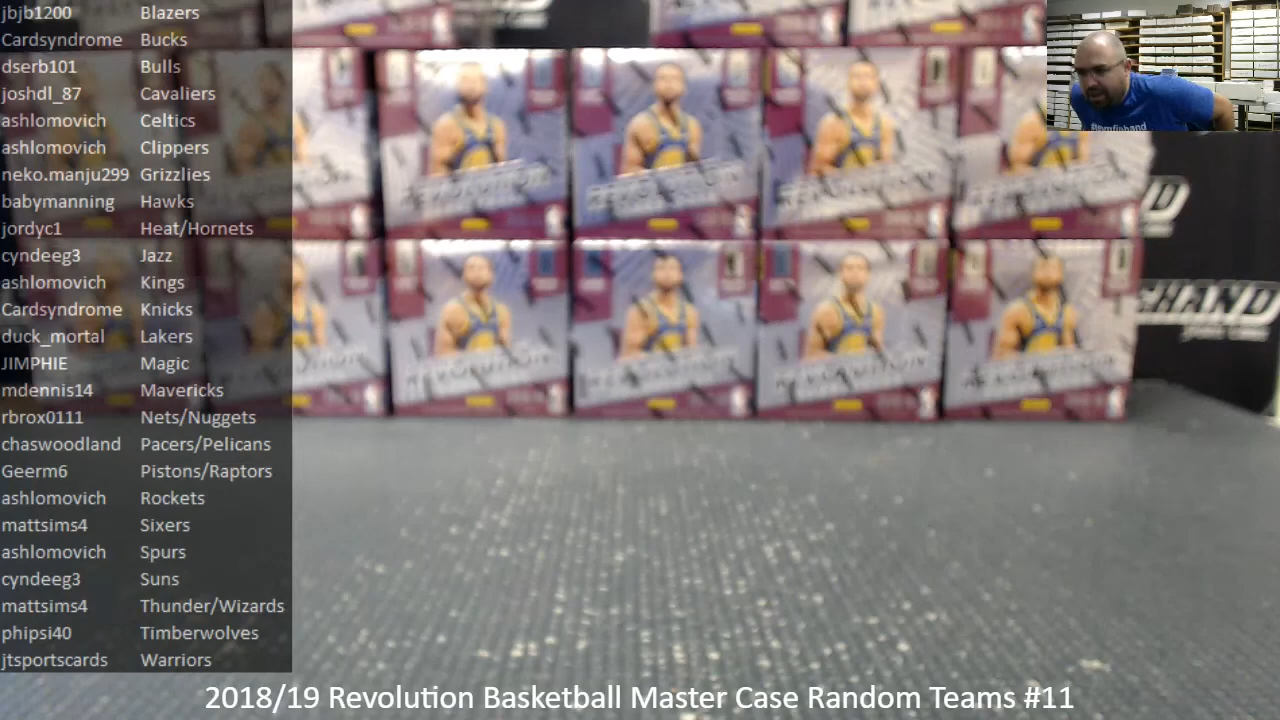 jbjb1200 Blazers
Cardsyndrome Bucks
dserb101 Bulls
joshdl_87 Cavaliers
ashlomovich Celtics
ashlomovich Clippers
neko.manju299 Grizzlies
babymanning Hawks
jordyc1 Heat/Hornets
cyndeeg3 Jazz
ashlomovich Kings
Cardsyndrome Knicks
duck_mortal Lakers
JIMPHIE Magic
mdennis14 Mavericks
rbrox0111 Nets/Nuggets
chaswoodland Pacers/Pelicans
Geerm6 Pistons/Raptors
ashlomovich Rockets
mattsims4 Sixers
ashlomovich Spurs
cyndeeg3 Suns
mattsims4 Thunder/Wizards
phipsi40 Timberwolves
jtsportscards Warriors
2018/19 Revolution Basketball Master Case Random Teams #11